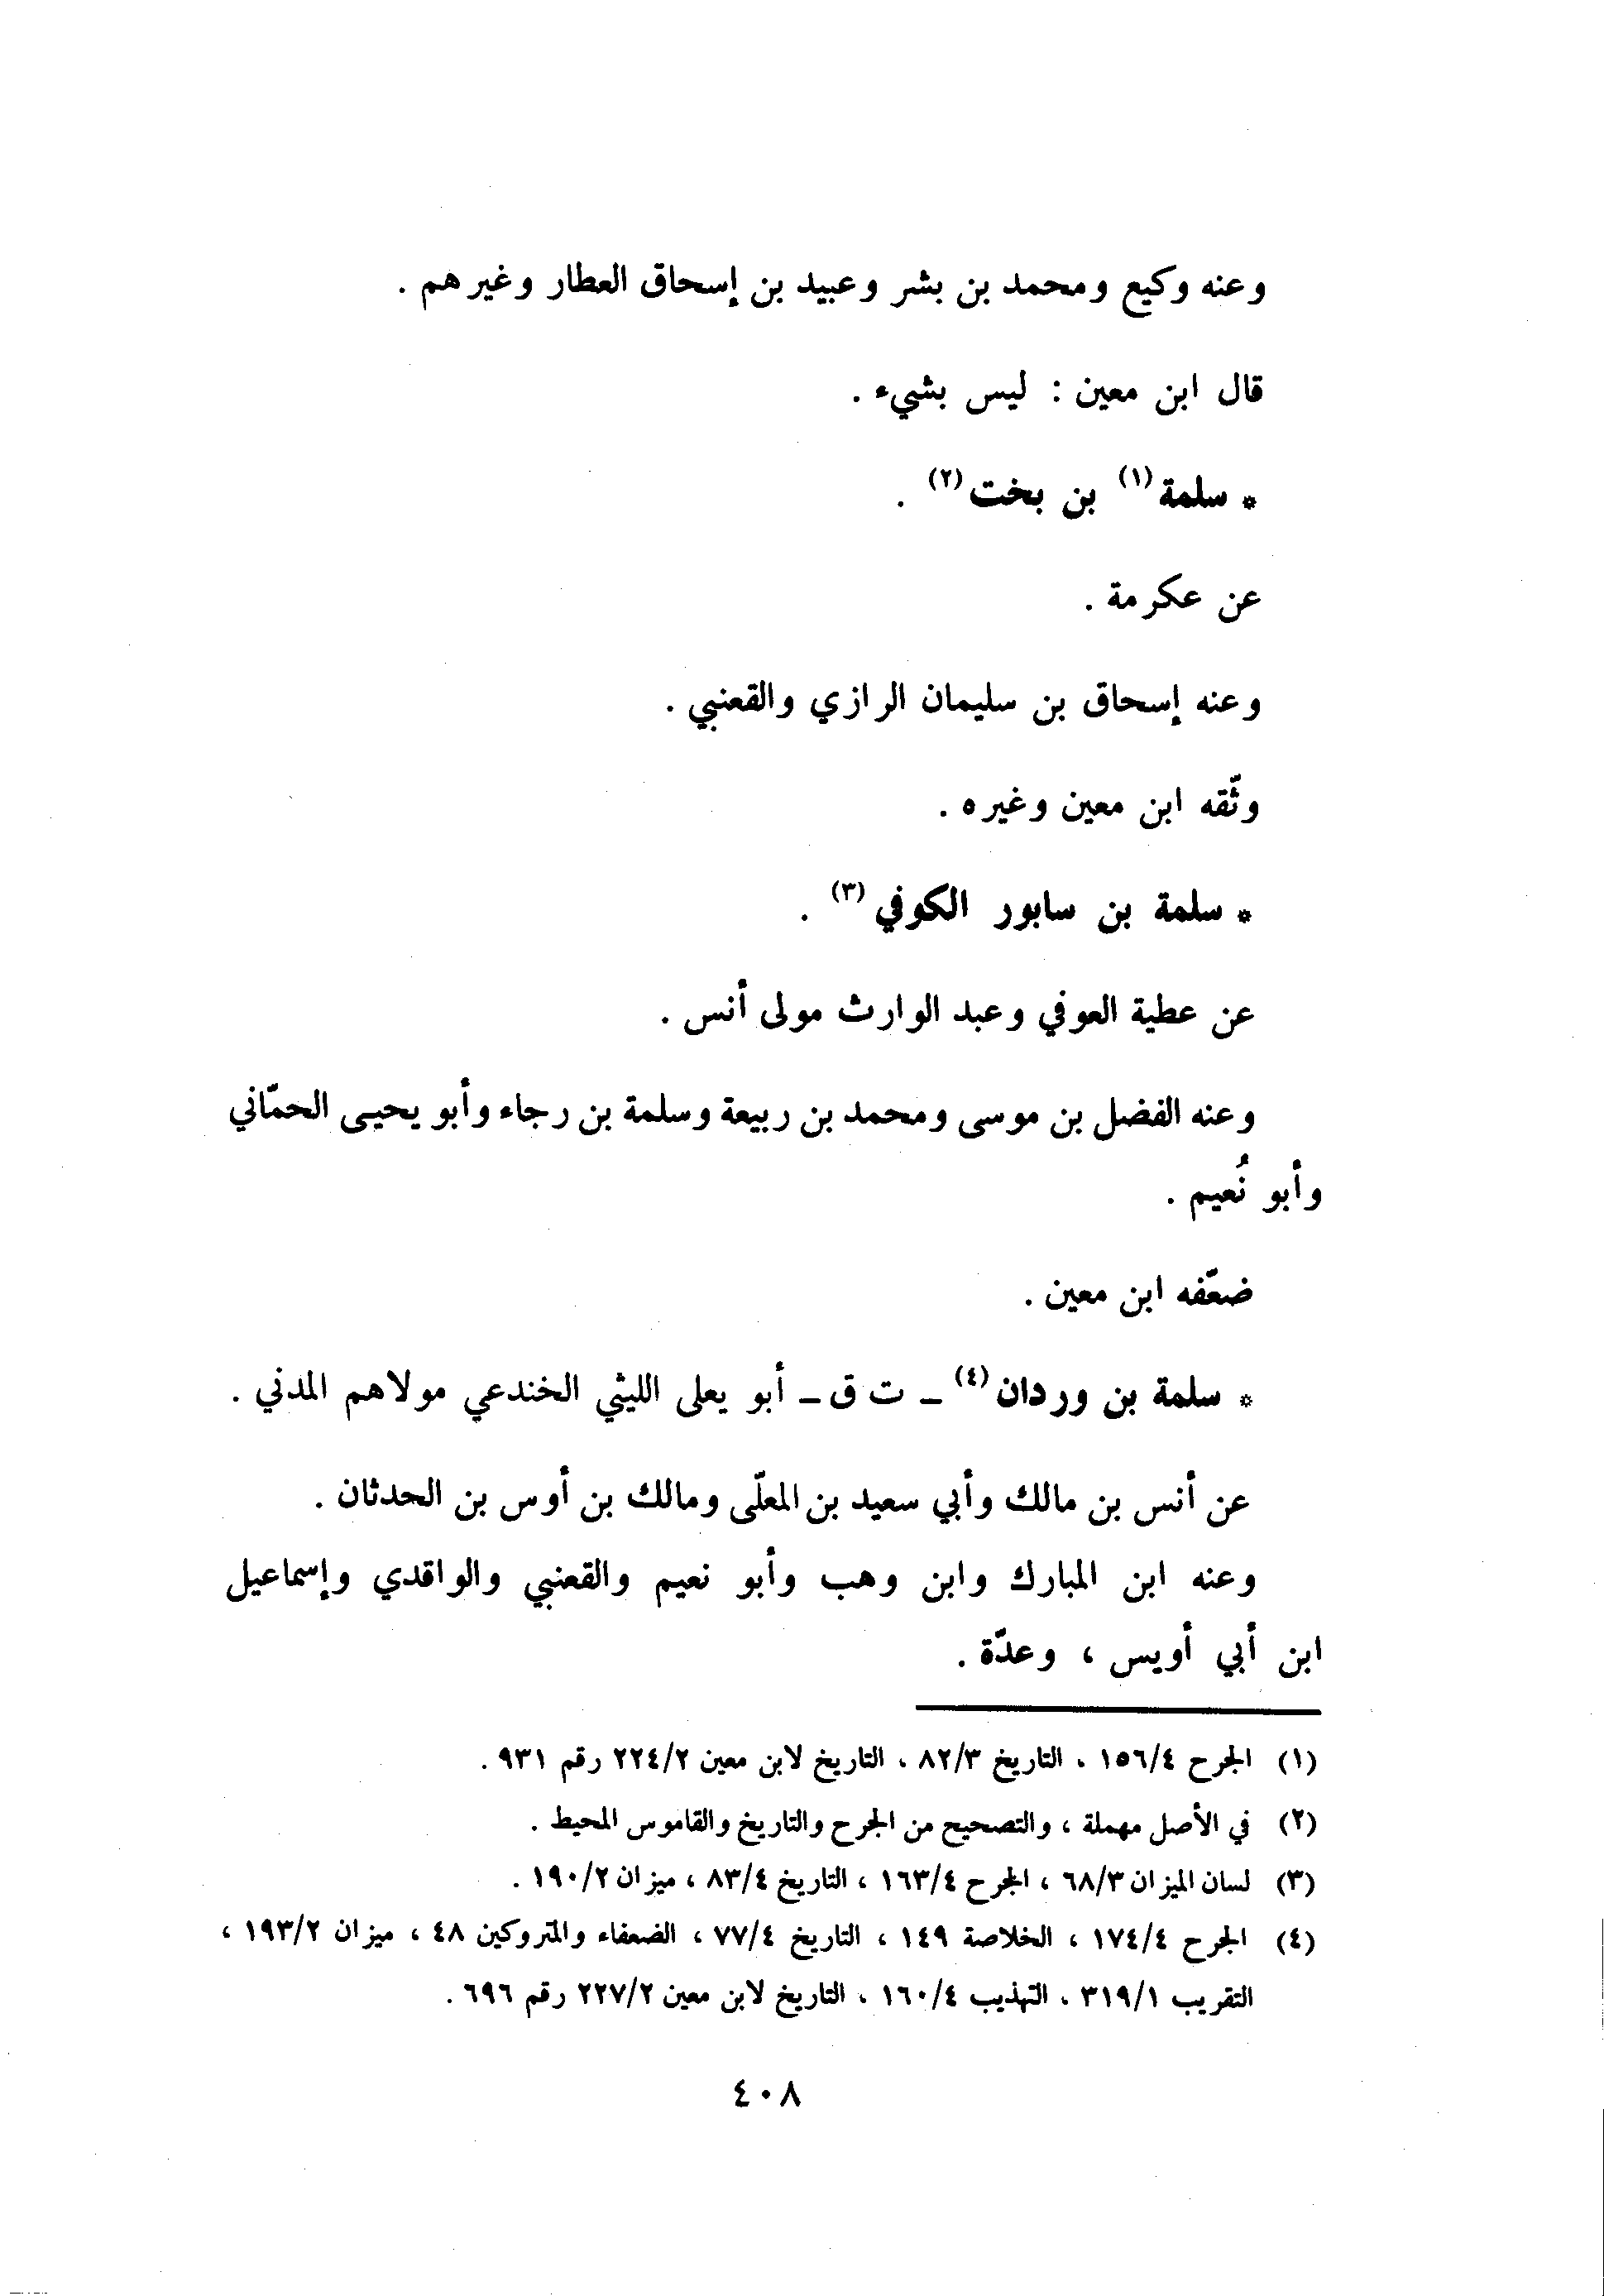 وعنه وكيع ومحمد بن بشر وعبيد بن إسحاق العطار وغيرهم .
قال ابن معين : ليس بشيء .
* سلمة (١) بن بخت (٢) .
عن عكرمة .
وعنه إسحاق بن سليمان الرازي والقعنبي .
وثّقه ابن معين وغيره .
* سلمة بن سابور الكوفي (٣) .
عن عطية العوفي وعبد الوارث مولى أنس .
وعنه الفضل بن موسى ومحمد بن ربيعة وسلمة بن رجاء وأبو يحيى الحمّاني
وأبو نُعيم .
ضعّفه ابن معين .
* سلمة بن وردان (٤) ـ ت ق ـ أبو يعلى الليثي الخندعي مولاهم المدني .
عن أنس بن مالك وأبي سعيد بن المعلّى ومالك بن أوس بن الحدثان .
وعنه ابن المبارك وابن وهب وأبو نعيم والقعنبي والواقدي وإسماعيل
ابن أبي أويس ، وعدّة .
(١) الجرح ١٥٦/٤ ، التاريخ ٨٢/٣ ، التاريخ لابن معين ٢٢٤/٢ رقم ٩٣١ .
(٢) في الأصل مهملة ، والتصحيح من الجرح والتاريخ والقاموس المحيط .
(٣) لسان الميزان ٦٨/٣ ، الجرح ١٦٣/٤ ، التاريخ ٨٣/٤ ، ميزان ١٩٠/٢ .
(٤) الجرح ١٧٤/٤ ، الخلاصة ١٤٩ ، التاريخ ٧٧/٤ ، الضعفاء والمتروكين ٤٨ ، ميزان ١٩٣/٢ ،
التقريب ٣١٩/١ ، التهذيب ١٦٠/٤ ، التاريخ لابن معين ٢٢٧/٢ رقم ٦٩٦ .
٤٠٨